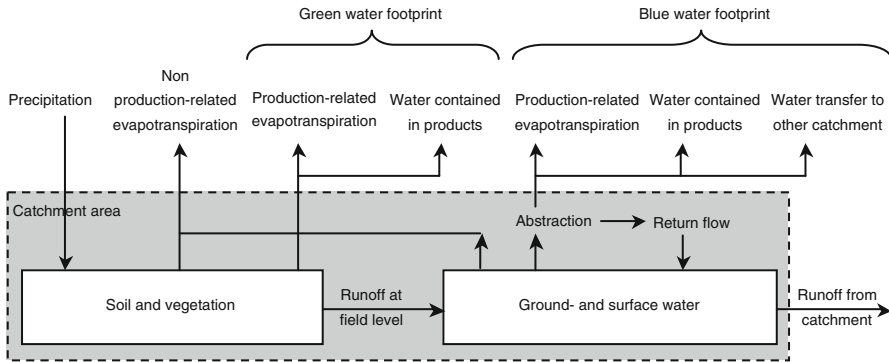 Green water footprint
Blue water footprint
Precipitation
Non
production-related
evapotranspiration
Production-related
evapotranspiration
Water contained
in products
Production-related
evapotranspiration
Water contained
in products
Water transfer to
other catchment
Catchment area
Abstraction
Return flow
Soil and vegetation
Runoff at
field level
Ground- and surface water
Runoff from
catchment